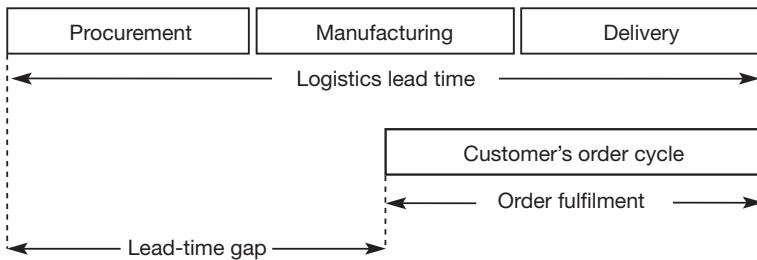 Procurement
Manufacturing
Delivery
Logistics lead time
Customer’s order cycle
Order fulfilment
Lead-time gap